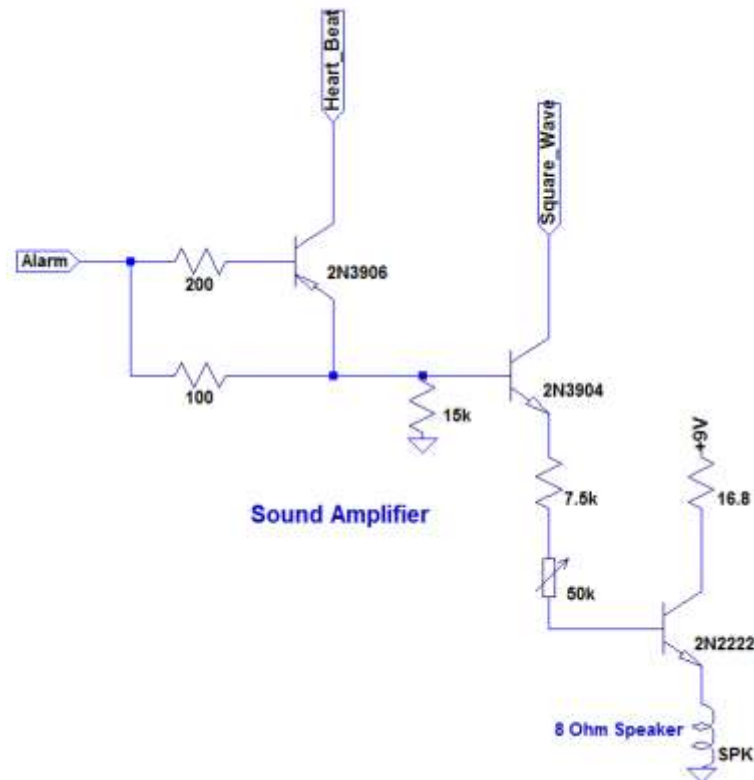 Heart_Beat
Square_Wave
Alarm
200
2N3906
100
15k
2N3904
+9V
7.5k
16.8
Sound Amplifier
50k
2N2222
8 Ohm Speaker
SPK